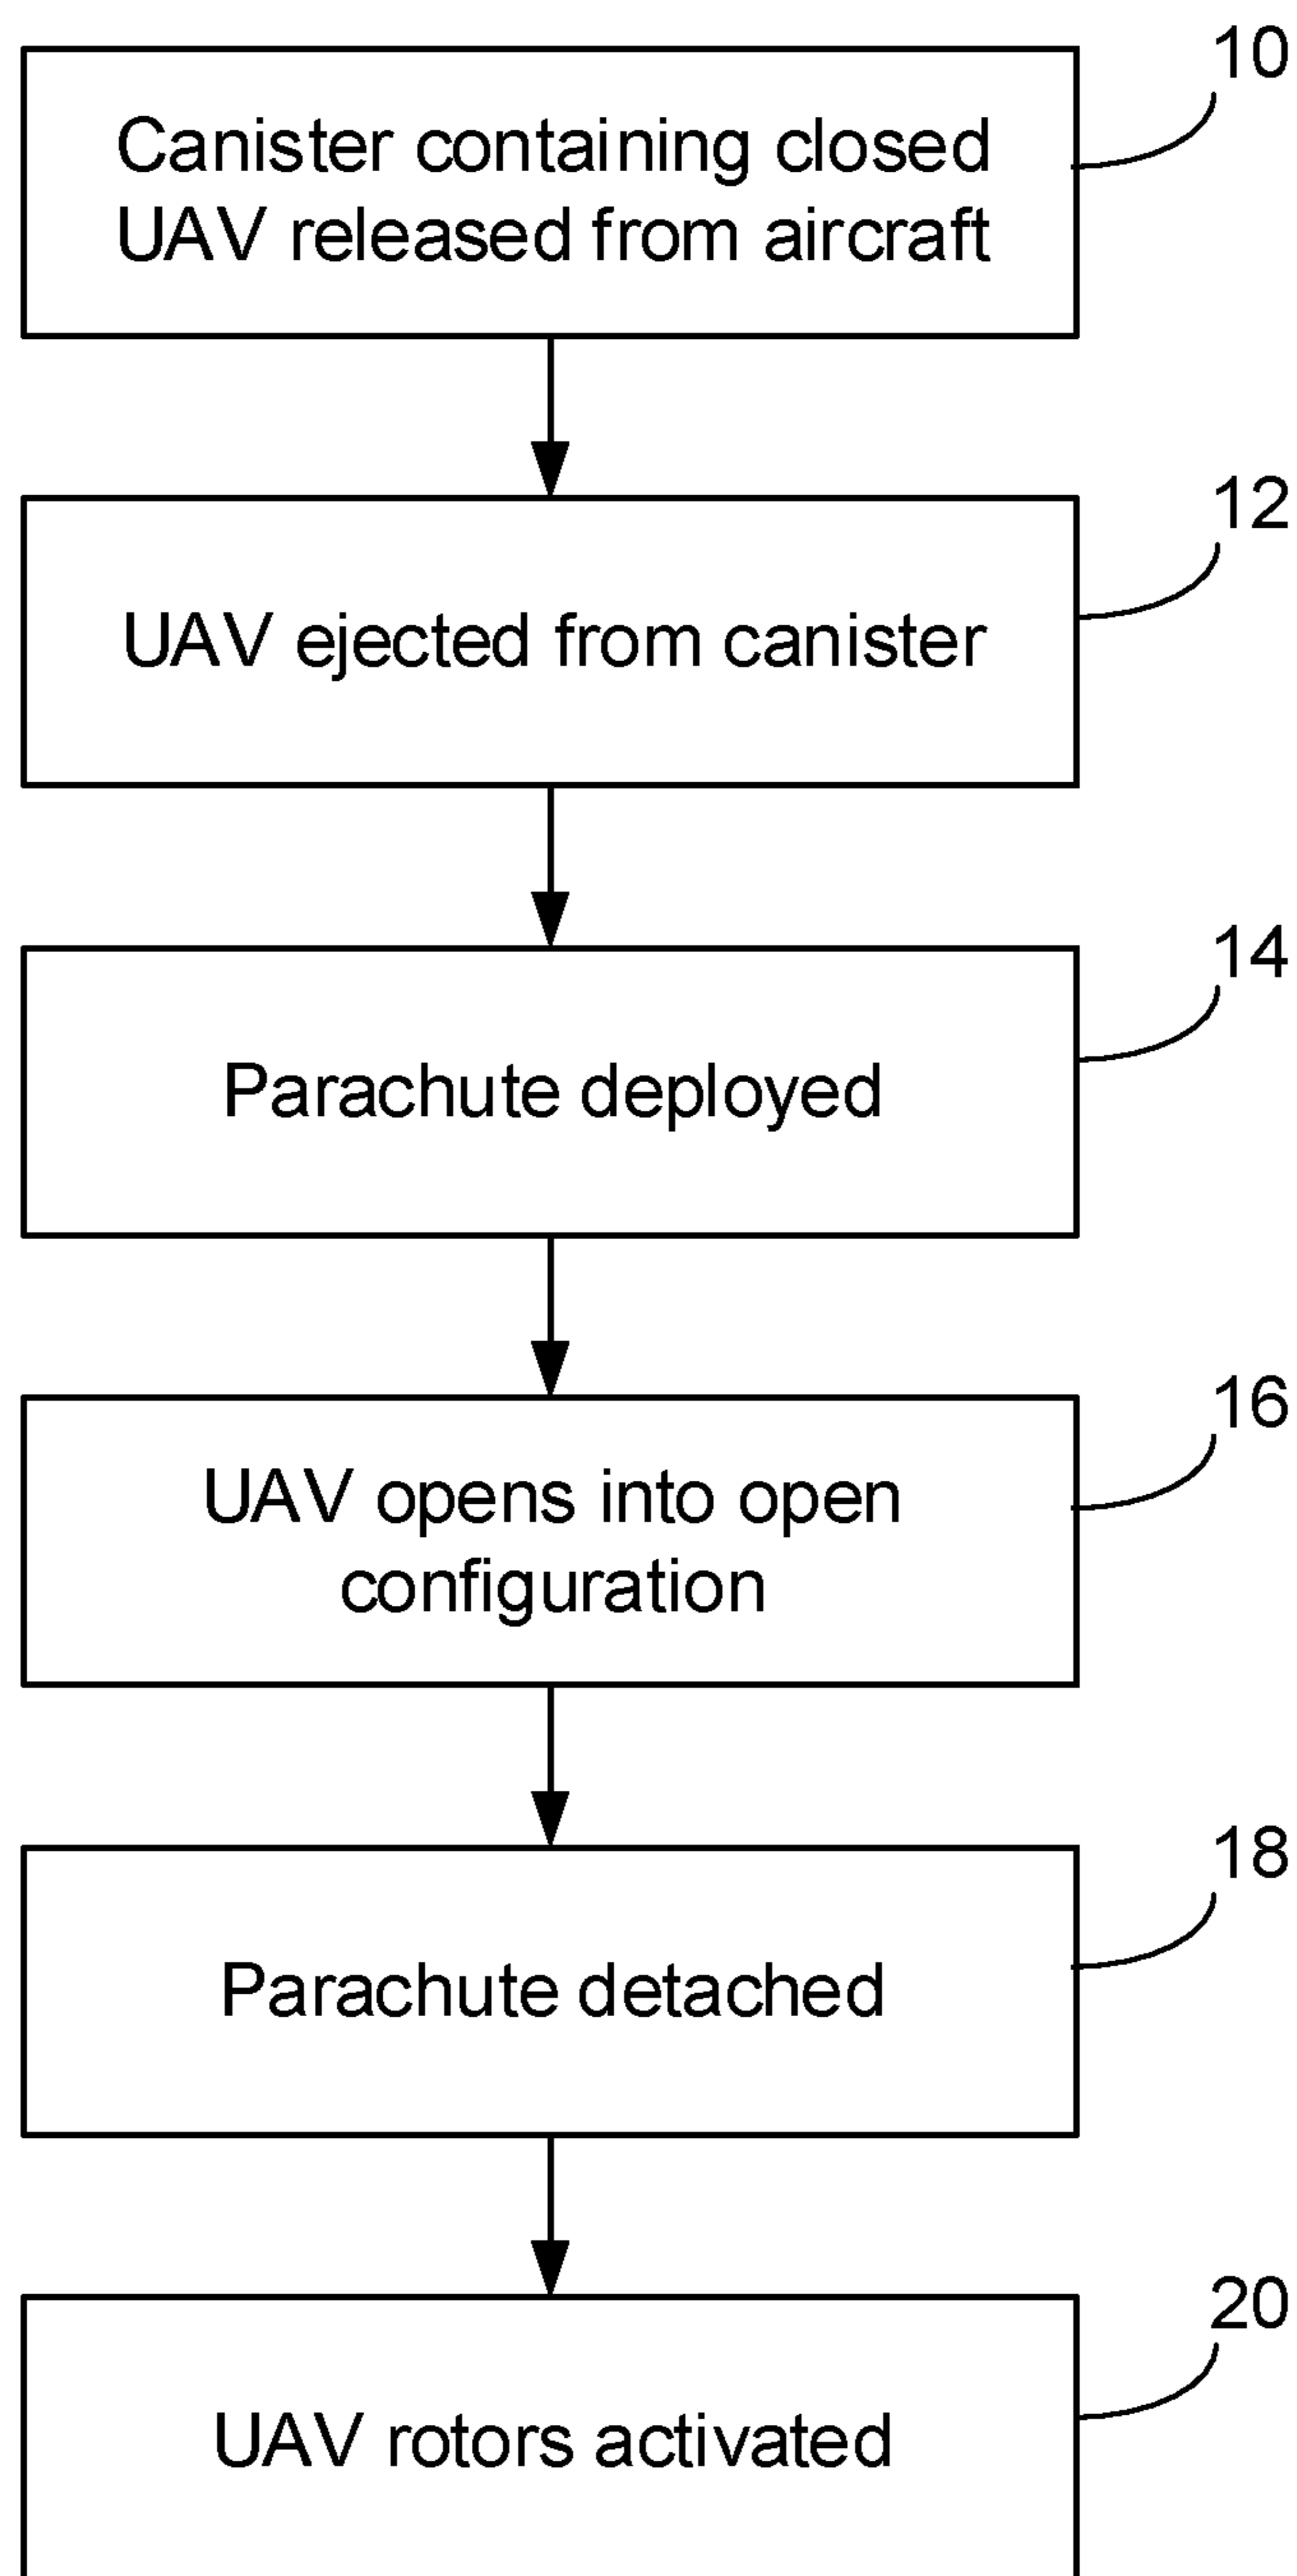 10
Canister containing closed
UAV released from aircraft
12
UAV ejected from canister
14
Parachute deployed
16
UAV opens into open
configuration
18
Parachute detached
20
UAV rotors activated